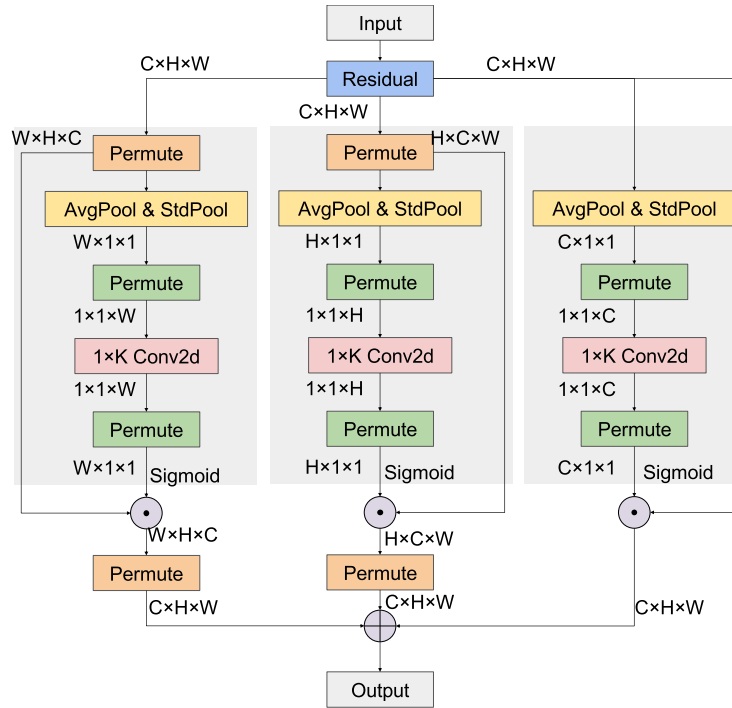 Input
Residual
C×H×W
C×H×W
C×H×W
W×H×C
Permute
Permute
H×C×W
AvgPool & StdPool
AvgPool & StdPool
AvgPool & StdPool
W×1×1
H×1×1
C×1×1
Permute
Permute
Permute
1×1×W
1×1×H
1×1×C
1×K Conv2d
1×K Conv2d
1×K Conv2d
1×1×W
1×1×H
1×1×C
Permute
Permute
Permute
W×1×1
Sigmoid
H×1×1
Sigmoid
C×1×1
Sigmoid
W×H×C
H×C×W
Permute
Permute
C×H×W
C×H×W
C×H×W
Output